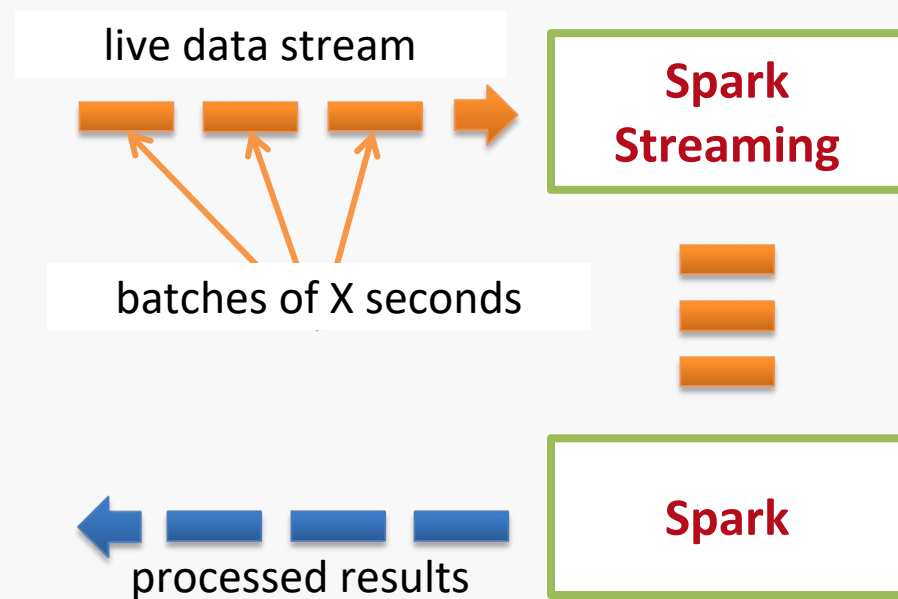 live data stream
Spark
Streaming
batches of X seconds
Spark
processed results